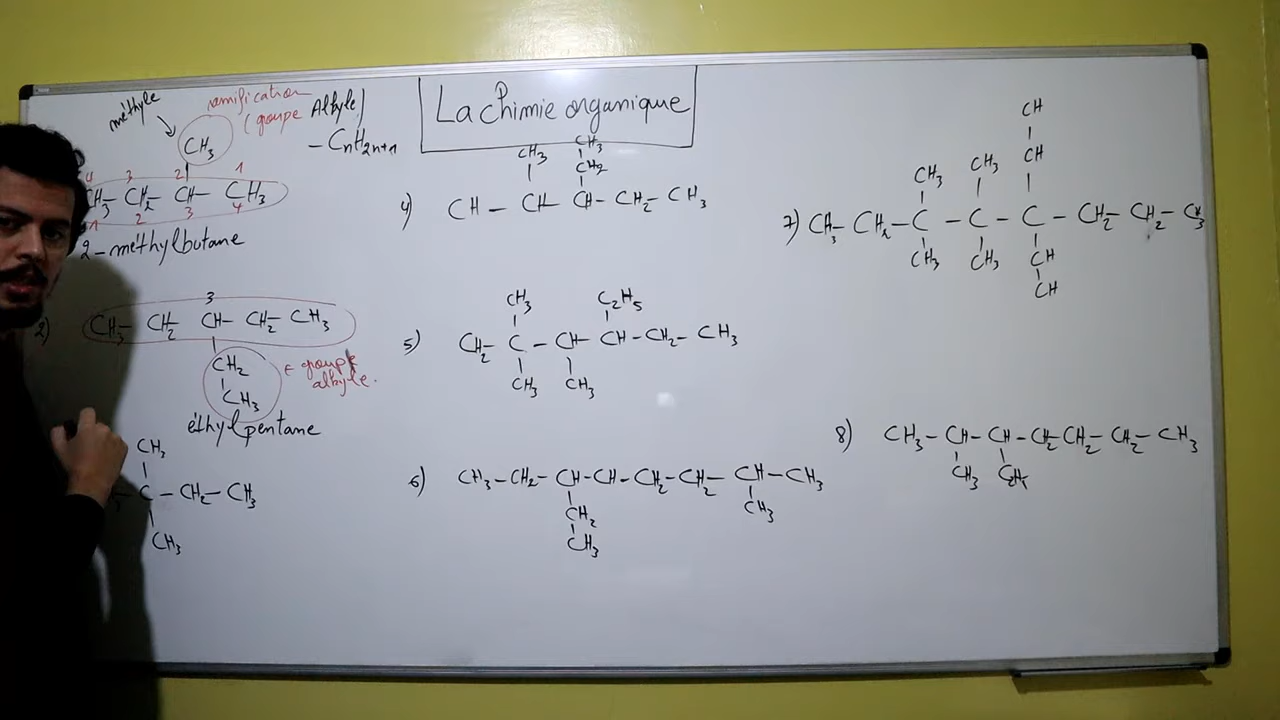 La chimie organique
méthyle
ramification
(groupe Alkyle)
- CnH2n+1
CH3
4 3 2 1
CH3- CH2- CH- CH3
1 2 3 4
2-méthylbutane
2)
3
CH3- CH2- CH- CH2- CH3
CH2
CH3
groupe
alkyle.
éthylpentane
CH3
C - CH2- CH3
CH3
4)
CH3
CH3
CH2
CH - CH- CH- CH2- CH3
5)
CH3 C2H5
CH2- C - CH- CH-CH2- CH3
CH3 CH3
6)
CH3-CH2-CH-CH-CH2-CH2-CH-CH3
CH2 CH3
CH3
7)
CH
CH
CH3 CH3
CH3- CH2- C - C - C - CH2- CH2- CH3
CH3 CH3 CH
CH
8)
CH3- CH-CH-CH2-CH2-CH2-CH3
CH3 C2H5